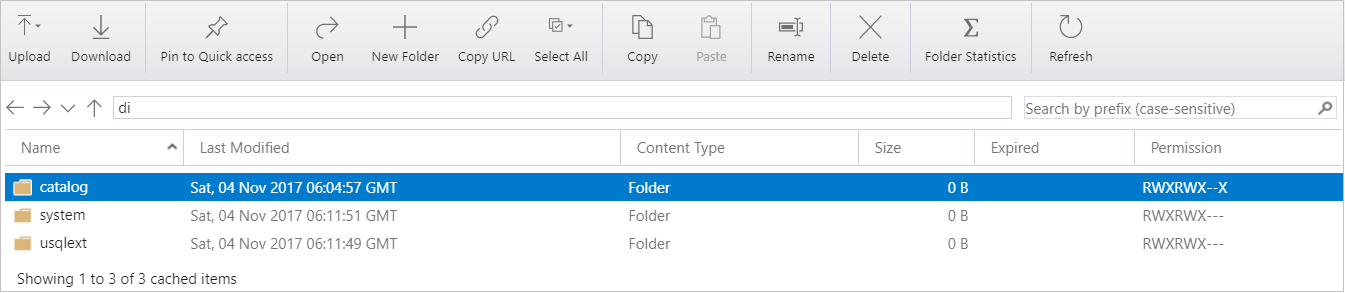 Upload Download Pin to Quick access Open New Folder Copy URL Select All Copy Paste Rename Delete Folder Statistics Refresh
di Search by prefix (case-sensitive)
Name Last Modified Content Type Size Expired Permission
catalog Sat, 04 Nov 2017 06:04:57 GMT Folder 0 B RWXRWX--X
system Sat, 04 Nov 2017 06:11:51 GMT Folder 0 B RWXRWX---
usqlext Sat, 04 Nov 2017 06:11:49 GMT Folder 0 B RWXRWX---
Showing 1 to 3 of 3 cached items